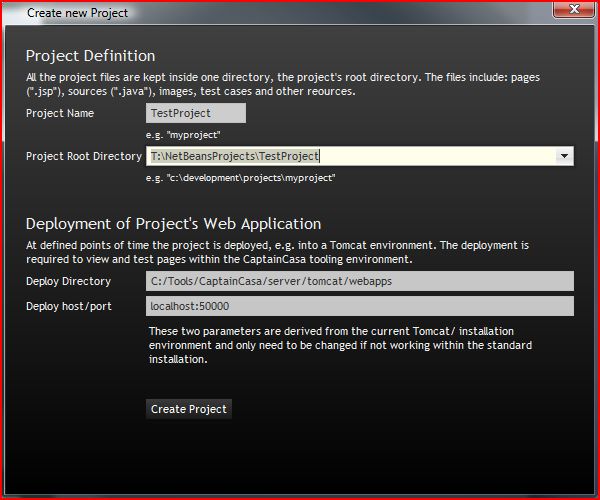 Create new Project
Project Definition
All the project files are kept inside one directory, the project's root directory. The files include: pages
(".jsp"), sources (".java"), images, test cases and other reources.
Project Name TestProject
e.g. "myproject"
Project Root Directory T:\NetBeansProjects\TestProject
e.g. "c:\development\projects\myproject"
Deployment of Project's Web Application
At defined points of time the project is deployed, e.g. into a Tomcat environment. The deployment is
required to view and test pages within the CaptainCasa tooling environment.
Deploy Directory C:/Tools/CaptainCasa/server/tomcat/webapps
Deploy host/port localhost:50000
These two parameters are derived from the current Tomcat/ installation
environment and only need to be changed if not working within the standard
installation.
Create Project